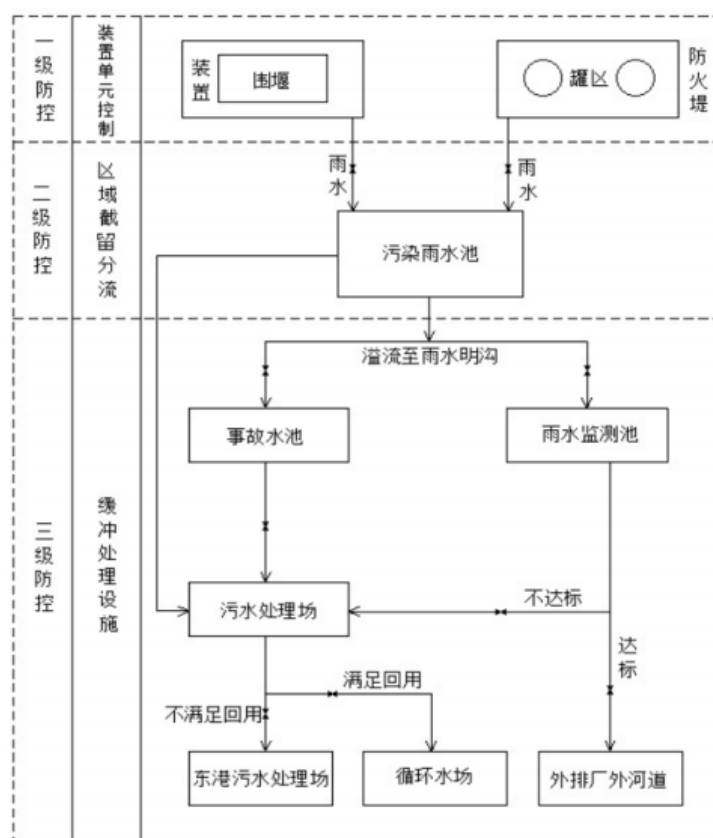 一级防控
装置单元控制
装置
围堰
罐区
防火堤
雨水
雨水
二级防控
区域截留分流
污染雨水池
溢流至雨水明沟
事故水池
雨水监测池
三级防控
缓冲处理设施
污水处理场
不达标
达标
满足回用
不满足回用
东港污水处理场
循环水场
外排厂外河道